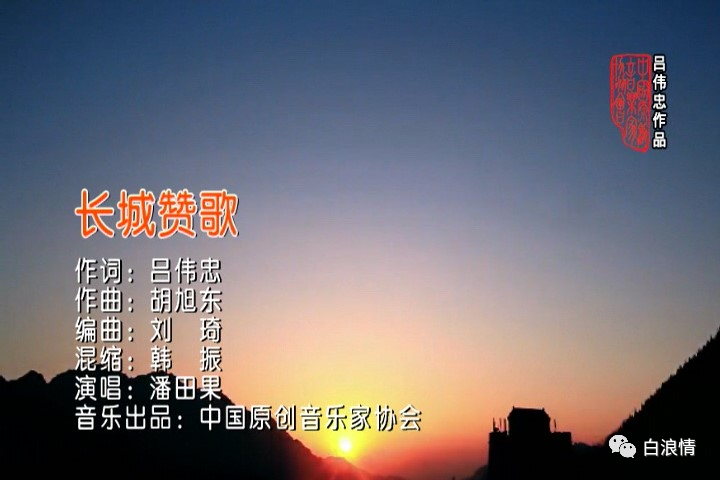 吕伟忠作品
长城赞歌
作词：吕伟忠
作曲：胡旭东
编曲：刘　琦
混缩：韩　振
演唱：潘田果
音乐出品：中国原创音乐家协会
白浪情